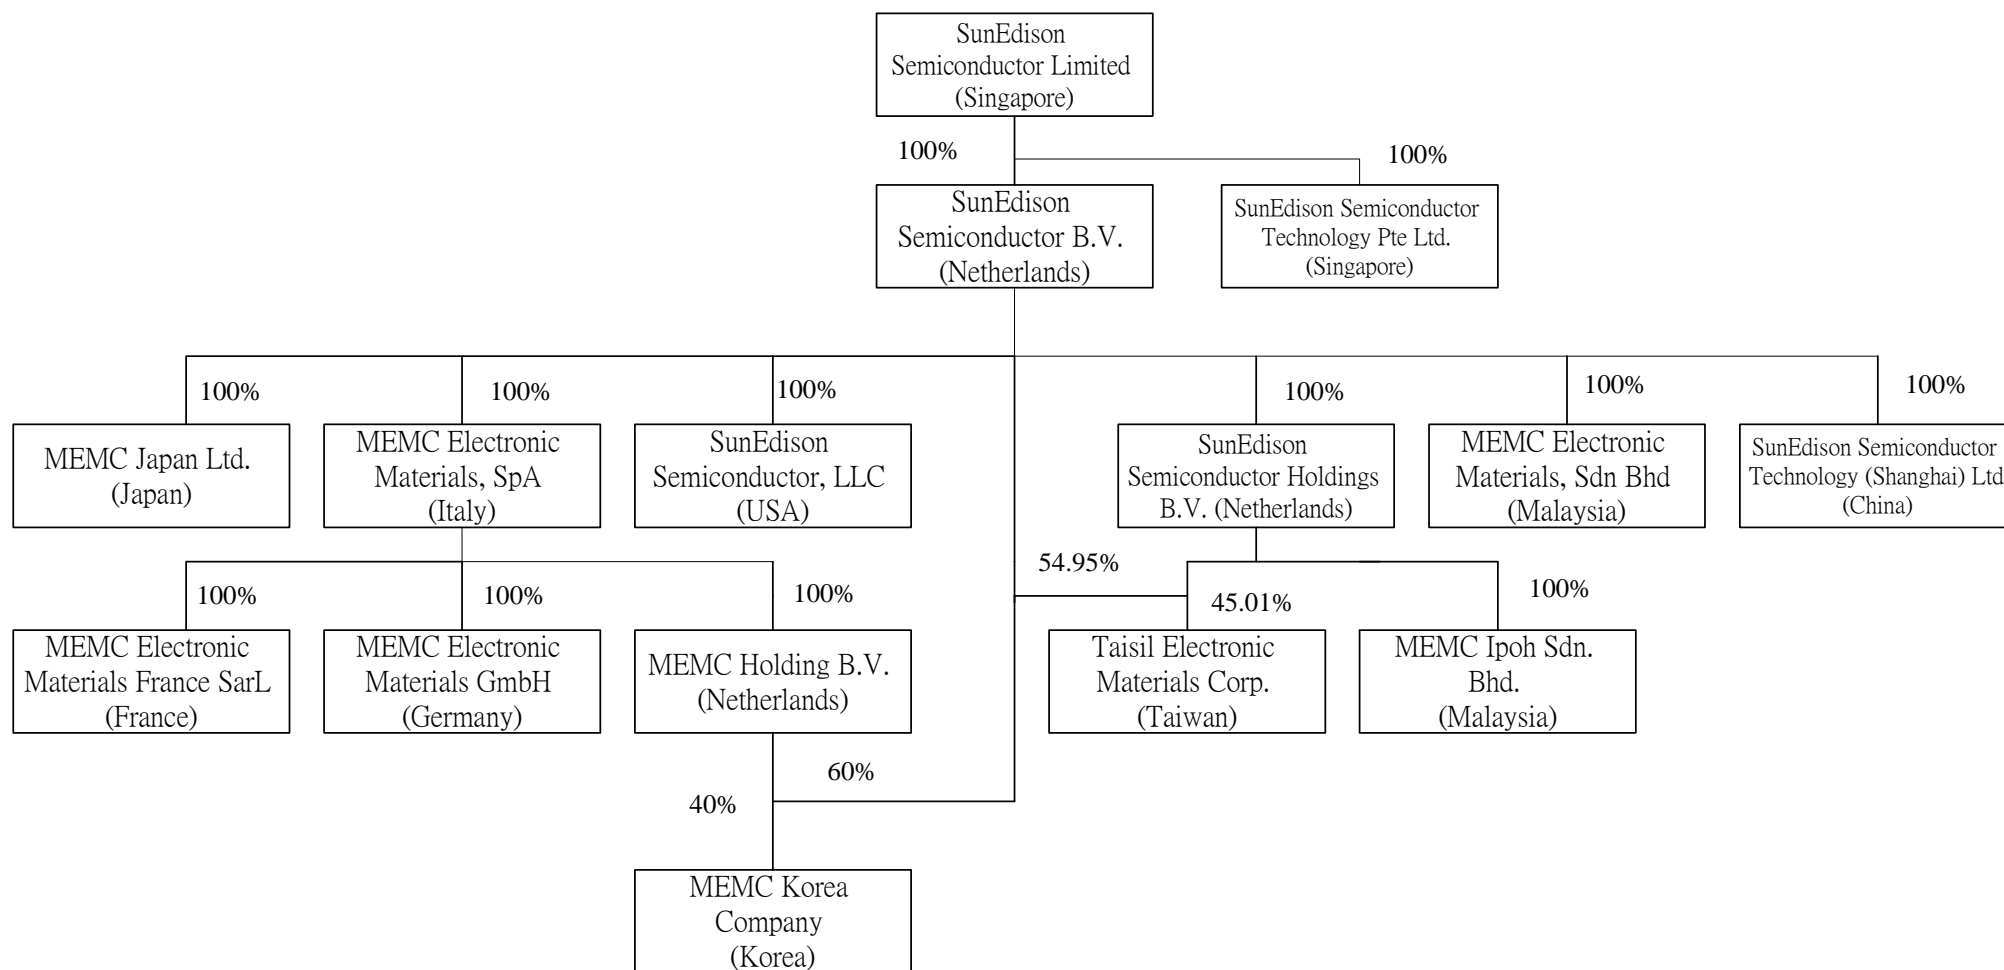 SunEdison
Semiconductor Limited
(Singapore)
100%
100%
SunEdison
Semiconductor B.V.
(Netherlands)
SunEdison Semiconductor
Technology Pte Ltd.
(Singapore)
100%
100%
100%
100%
100%
100%
MEMC Japan Ltd.
(Japan)
MEMC Electronic
Materials, SpA
(Italy)
SunEdison
Semiconductor, LLC
(USA)
SunEdison
Semiconductor Holdings
B.V. (Netherlands)
MEMC Electronic
Materials, Sdn Bhd
(Malaysia)
SunEdison Semiconductor
Technology (Shanghai) Ltd
(China)
100%
100%
100%
54.95%
45.01%
100%
MEMC Electronic
Materials France SarL
(France)
MEMC Electronic
Materials GmbH
(Germany)
MEMC Holding B.V.
(Netherlands)
Taisil Electronic
Materials Corp.
(Taiwan)
MEMC Ipoh Sdn.
Bhd.
(Malaysia)
60%
40%
MEMC Korea
Company
(Korea)